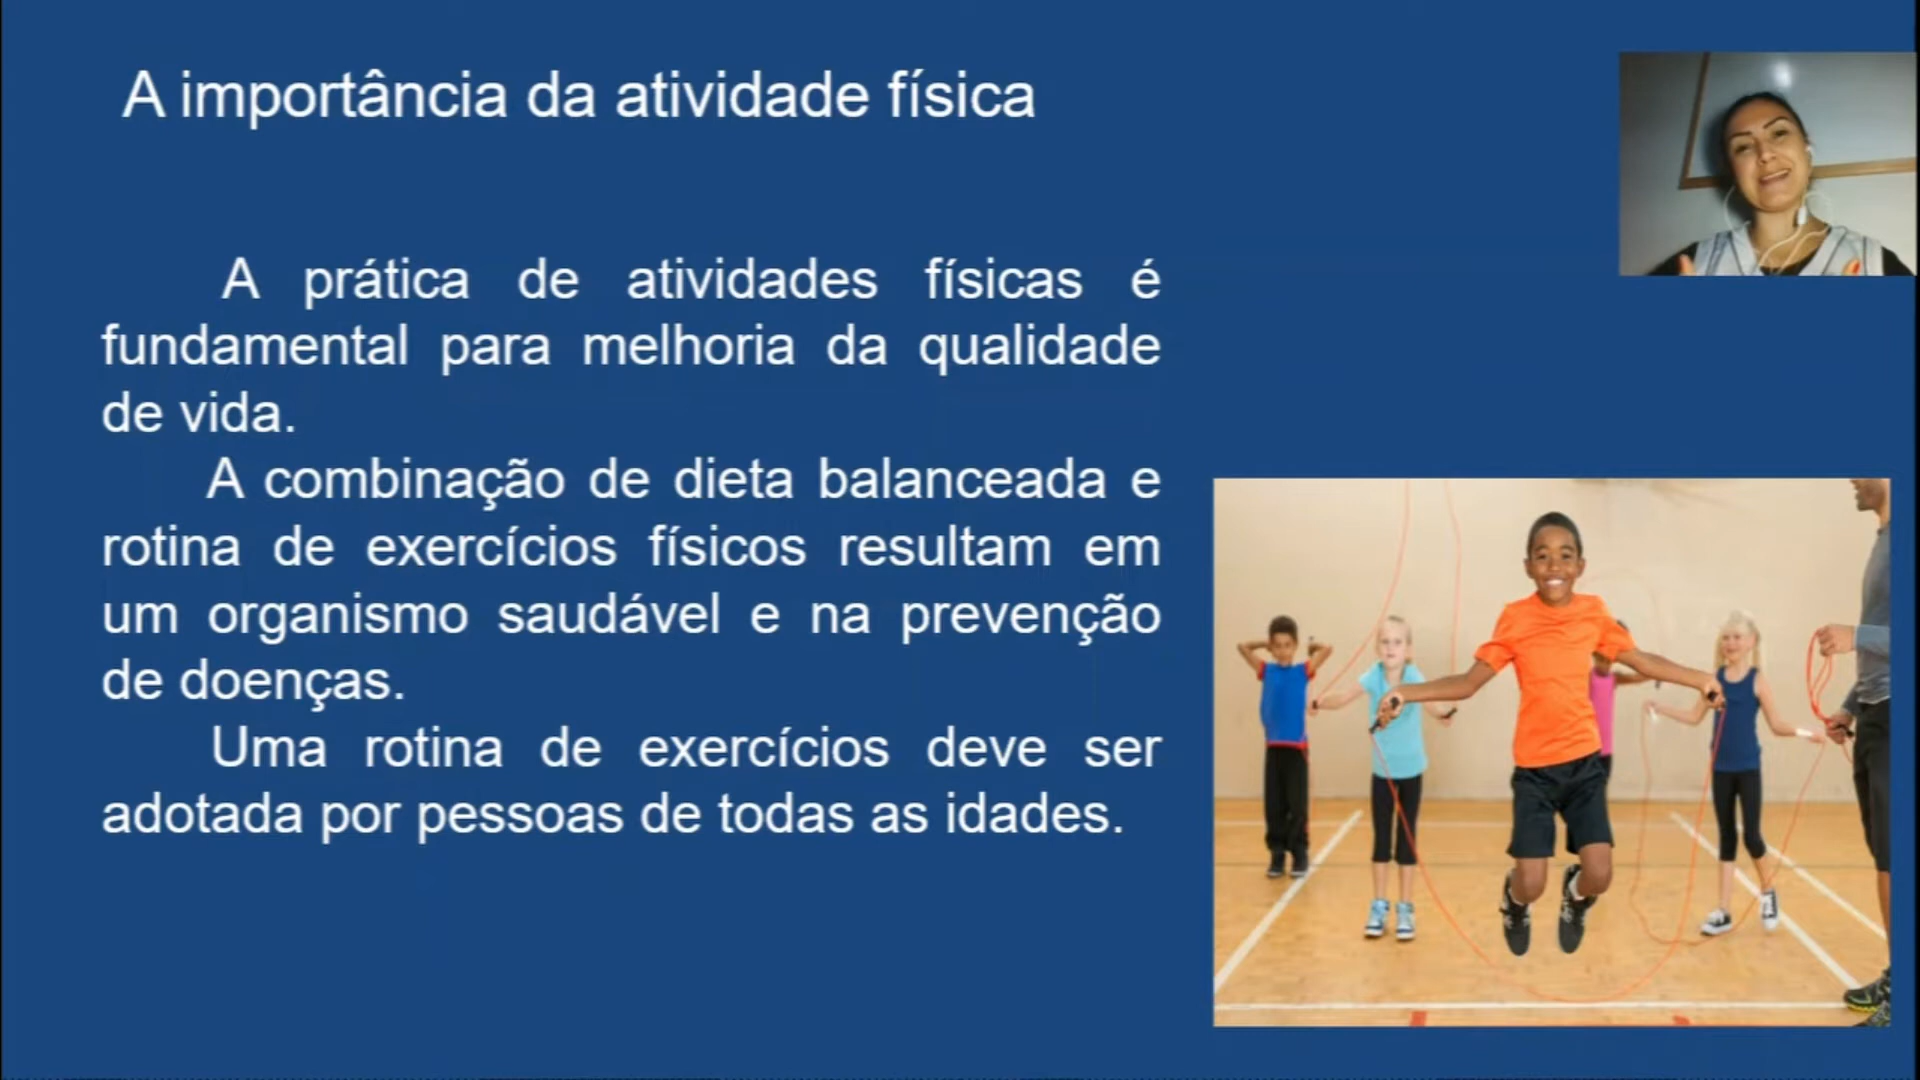 A importância da atividade física
A prática de atividades físicas é
fundamental para melhoria da qualidade
de vida.
A combinação de dieta balanceada e
rotina de exercícios físicos resultam em
um organismo saudável e na prevenção
de doenças.
Uma rotina de exercícios deve ser
adotada por pessoas de todas as idades.